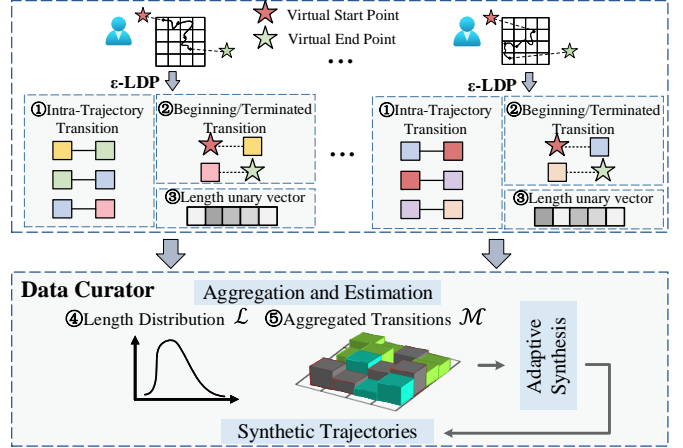 Virtual Start Point
Virtual End Point
...
ε-LDP
ε-LDP
①Intra-Trajectory
Transition
②Beginning/Terminated
Transition
③Length unary vector
...
①Intra-Trajectory
Transition
②Beginning/Terminated
Transition
③Length unary vector
Data Curator
Aggregation and Estimation
④Length Distribution ℒ
⑤Aggregated Transitions ℳ
Adaptive
Synthesis
Synthetic Trajectories